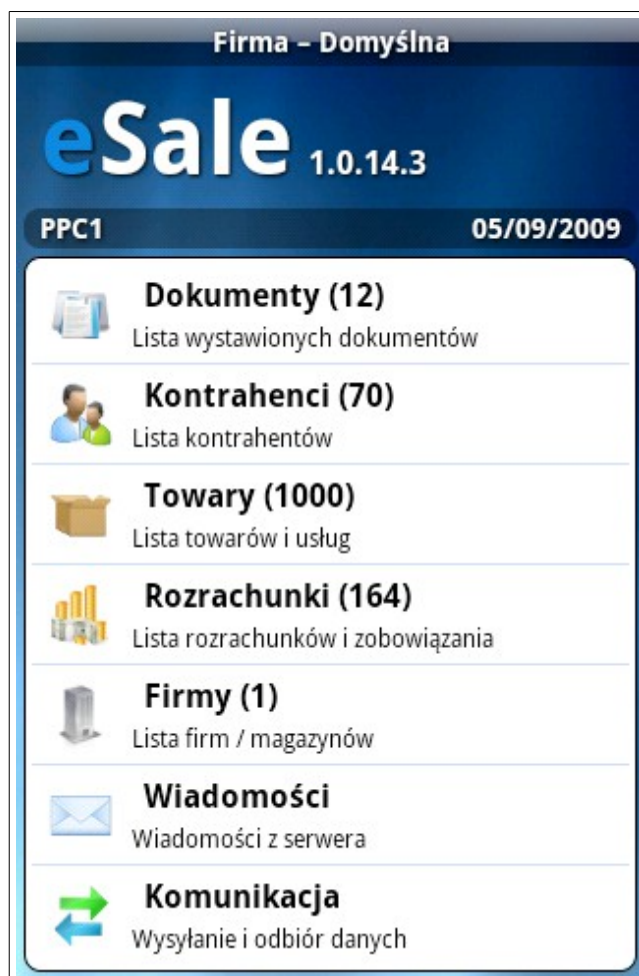 Firma – Domyślna
eSale 1.0.14.3
PPC1 05/09/2009
Dokumenty (12)
Lista wystawionych dokumentów
Kontrahenci (70)
Lista kontrahentów
Towary (1000)
Lista towarów i usług
Rozrachunki (164)
Lista rozrachunków i zobowiązania
Firmy (1)
Lista firm / magazynów
Wiadomości
Wiadomości z serwera
Komunikacja
Wysyłanie i odbiór danych